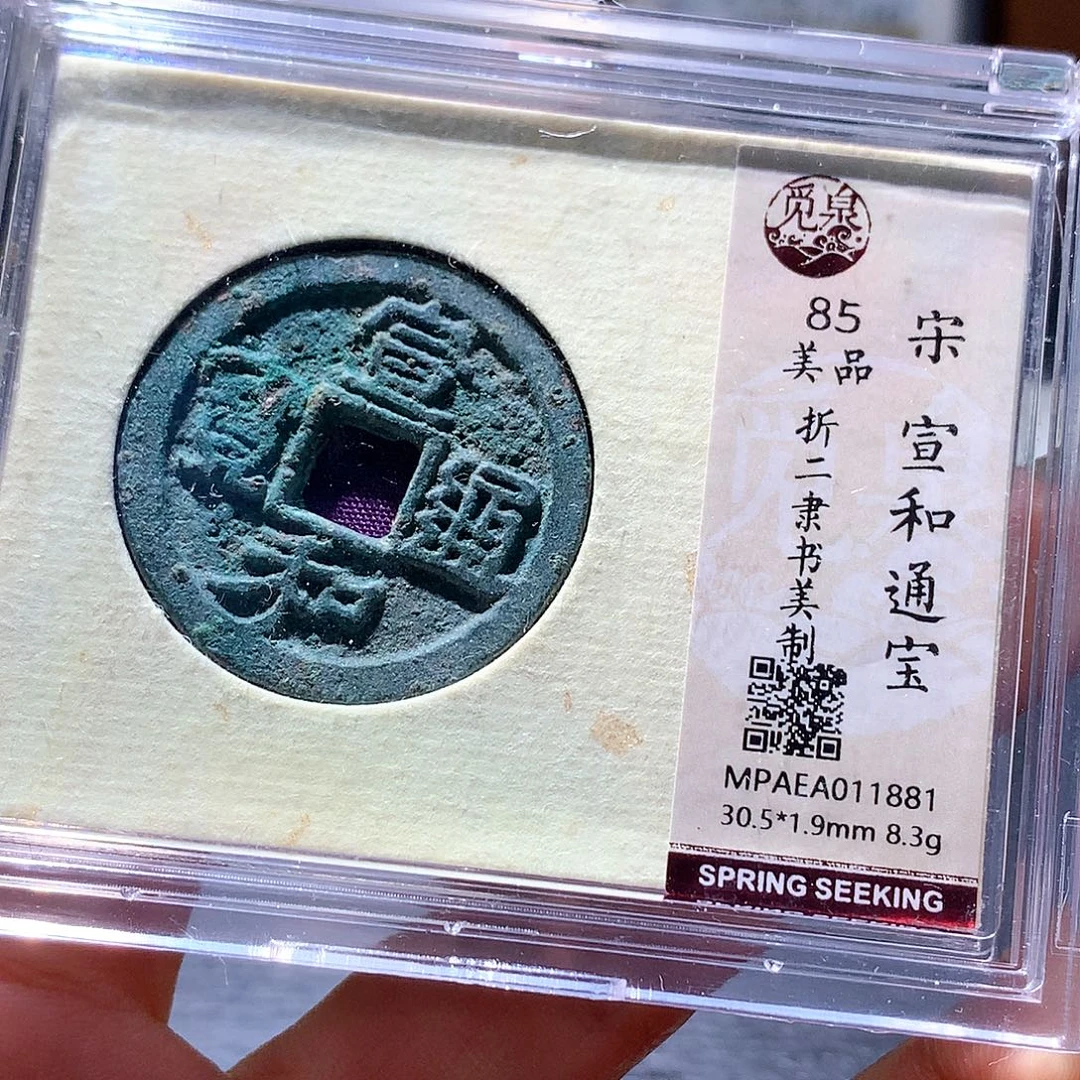 觅泉
宋 宣和通宝
85
美品
折二隶书美制
MPAEA011881
30.5*1.9mm 8.3g
SPRING SEEKING
宣和通寳